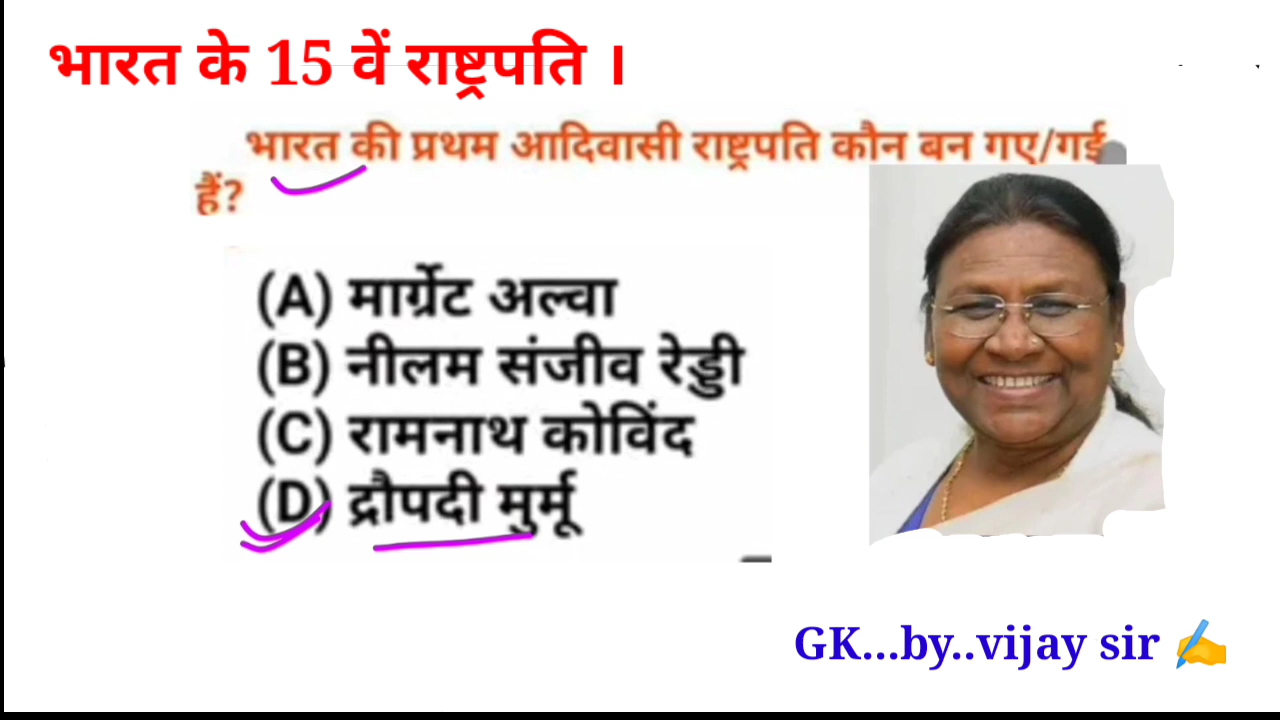 भारत के 15 वें राष्ट्रपति ।
भारत की प्रथम आदिवासी राष्ट्रपति कौन बन गए/गई
हैं?
(A) मार्ग्रेट अल्वा
(B) नीलम संजीव रेड्डी
(C) रामनाथ कोविंद
(D) द्रौपदी मुर्मू
GK...by..vijay sir ✍️